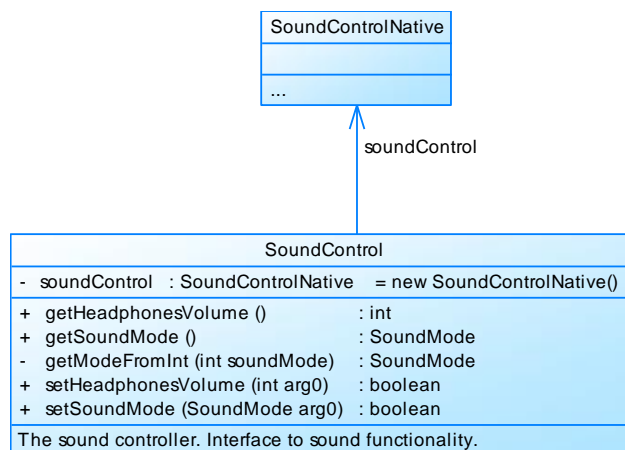 SoundControlNative
...
soundControl
SoundControl
- soundControl : SoundControlNative = new SoundControlNative()
+ getHeadphonesVolume () : int
+ getSoundMode () : SoundMode
- getModeFromInt (int soundMode) : SoundMode
+ setHeadphonesVolume (int arg0) : boolean
+ setSoundMode (SoundMode arg0) : boolean
The sound controller. Interface to sound functionality.